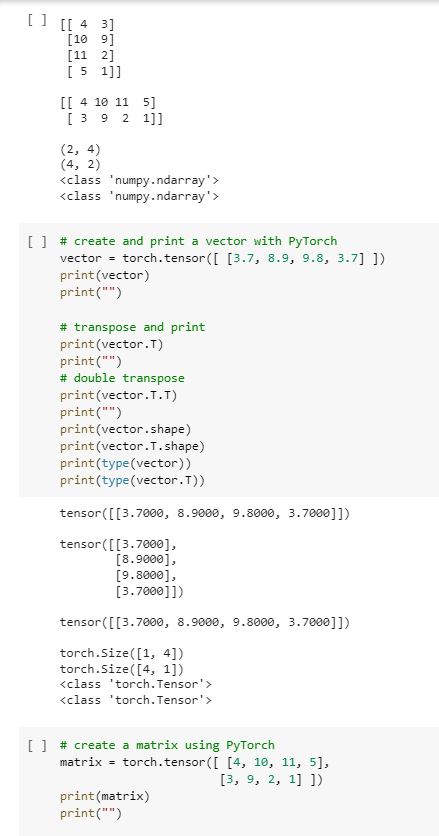 [ ] [[ 4  3]
 [10  9]
 [11  2]
 [ 5  1]]
[[ 4 10 11  5]
 [ 3  9  2  1]]
(2, 4)
(4, 2)
<class 'numpy.ndarray'>
<class 'numpy.ndarray'>
[ ] # create and print a vector with PyTorch
vector = torch.tensor([ [3.7, 8.9, 9.8, 3.7] ])
print(vector)
print("")
# transpose and print
print(vector.T)
print("")
# double transpose
print(vector.T.T)
print("")
print(vector.shape)
print(vector.T.shape)
print(type(vector))
print(type(vector.T))
tensor([[3.7000, 8.9000, 9.8000, 3.7000]])
tensor([[3.7000],
        [8.9000],
        [9.8000],
        [3.7000]])
tensor([[3.7000, 8.9000, 9.8000, 3.7000]])
torch.Size([1, 4])
torch.Size([4, 1])
<class 'torch.Tensor'>
<class 'torch.Tensor'>
[ ] # create a matrix using PyTorch
matrix = torch.tensor([ [4, 10, 11, 5],
                        [3, 9, 2, 1] ])
print(matrix)
print("")